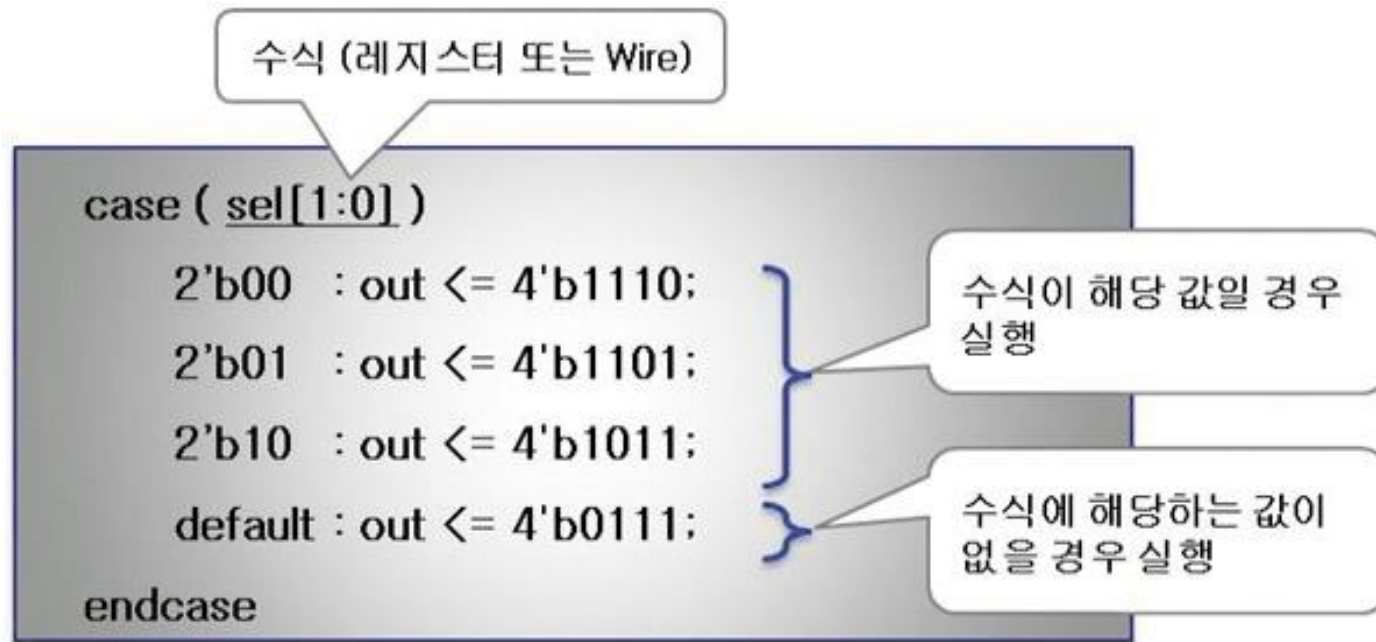 수식 (레지스터 또는 Wire)
case ( sel[1:0] )
2'b00 : out <= 4'b1110;
2'b01 : out <= 4'b1101;
2'b10 : out <= 4'b1011;
default : out <= 4'b0111;
endcase
수식이 해당 값일 경우
실행
수식에 해당하는 값이
없을 경우 실행